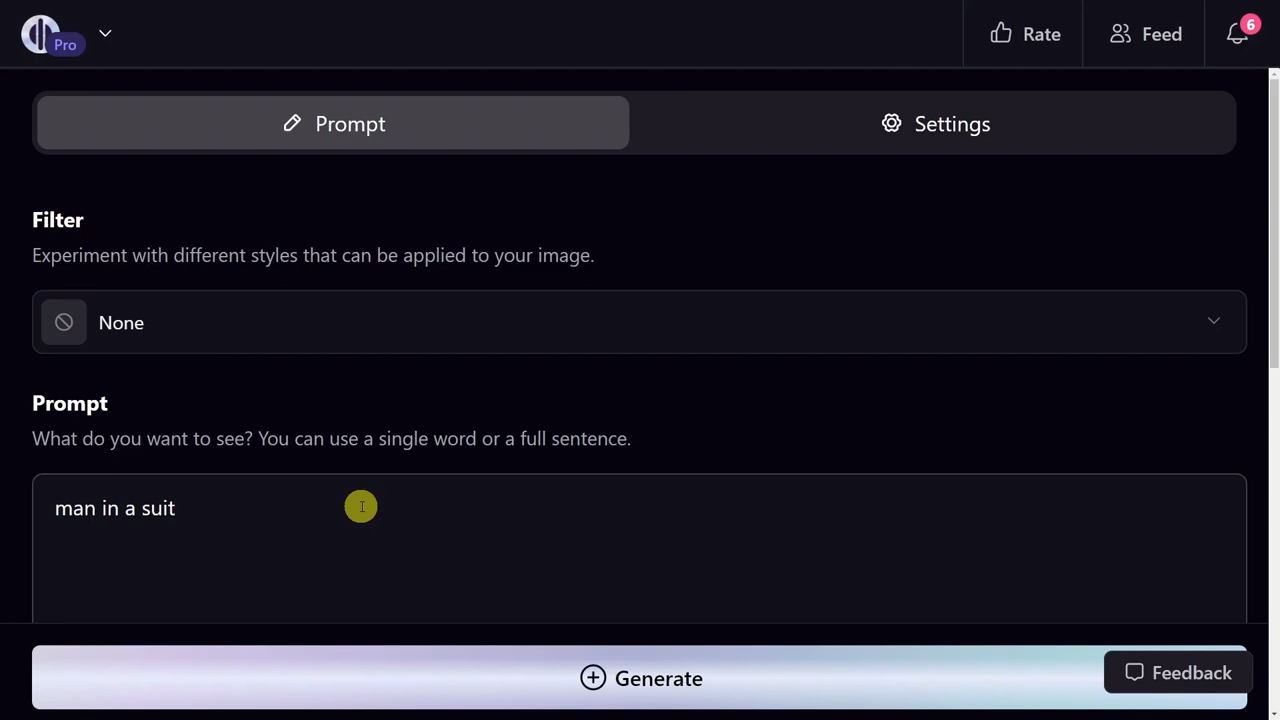 Pro
Rate
Feed
6
Prompt
Settings
Filter
Experiment with different styles that can be applied to your image.
None
Prompt
What do you want to see? You can use a single word or a full sentence.
man in a suit
Generate
Feedback